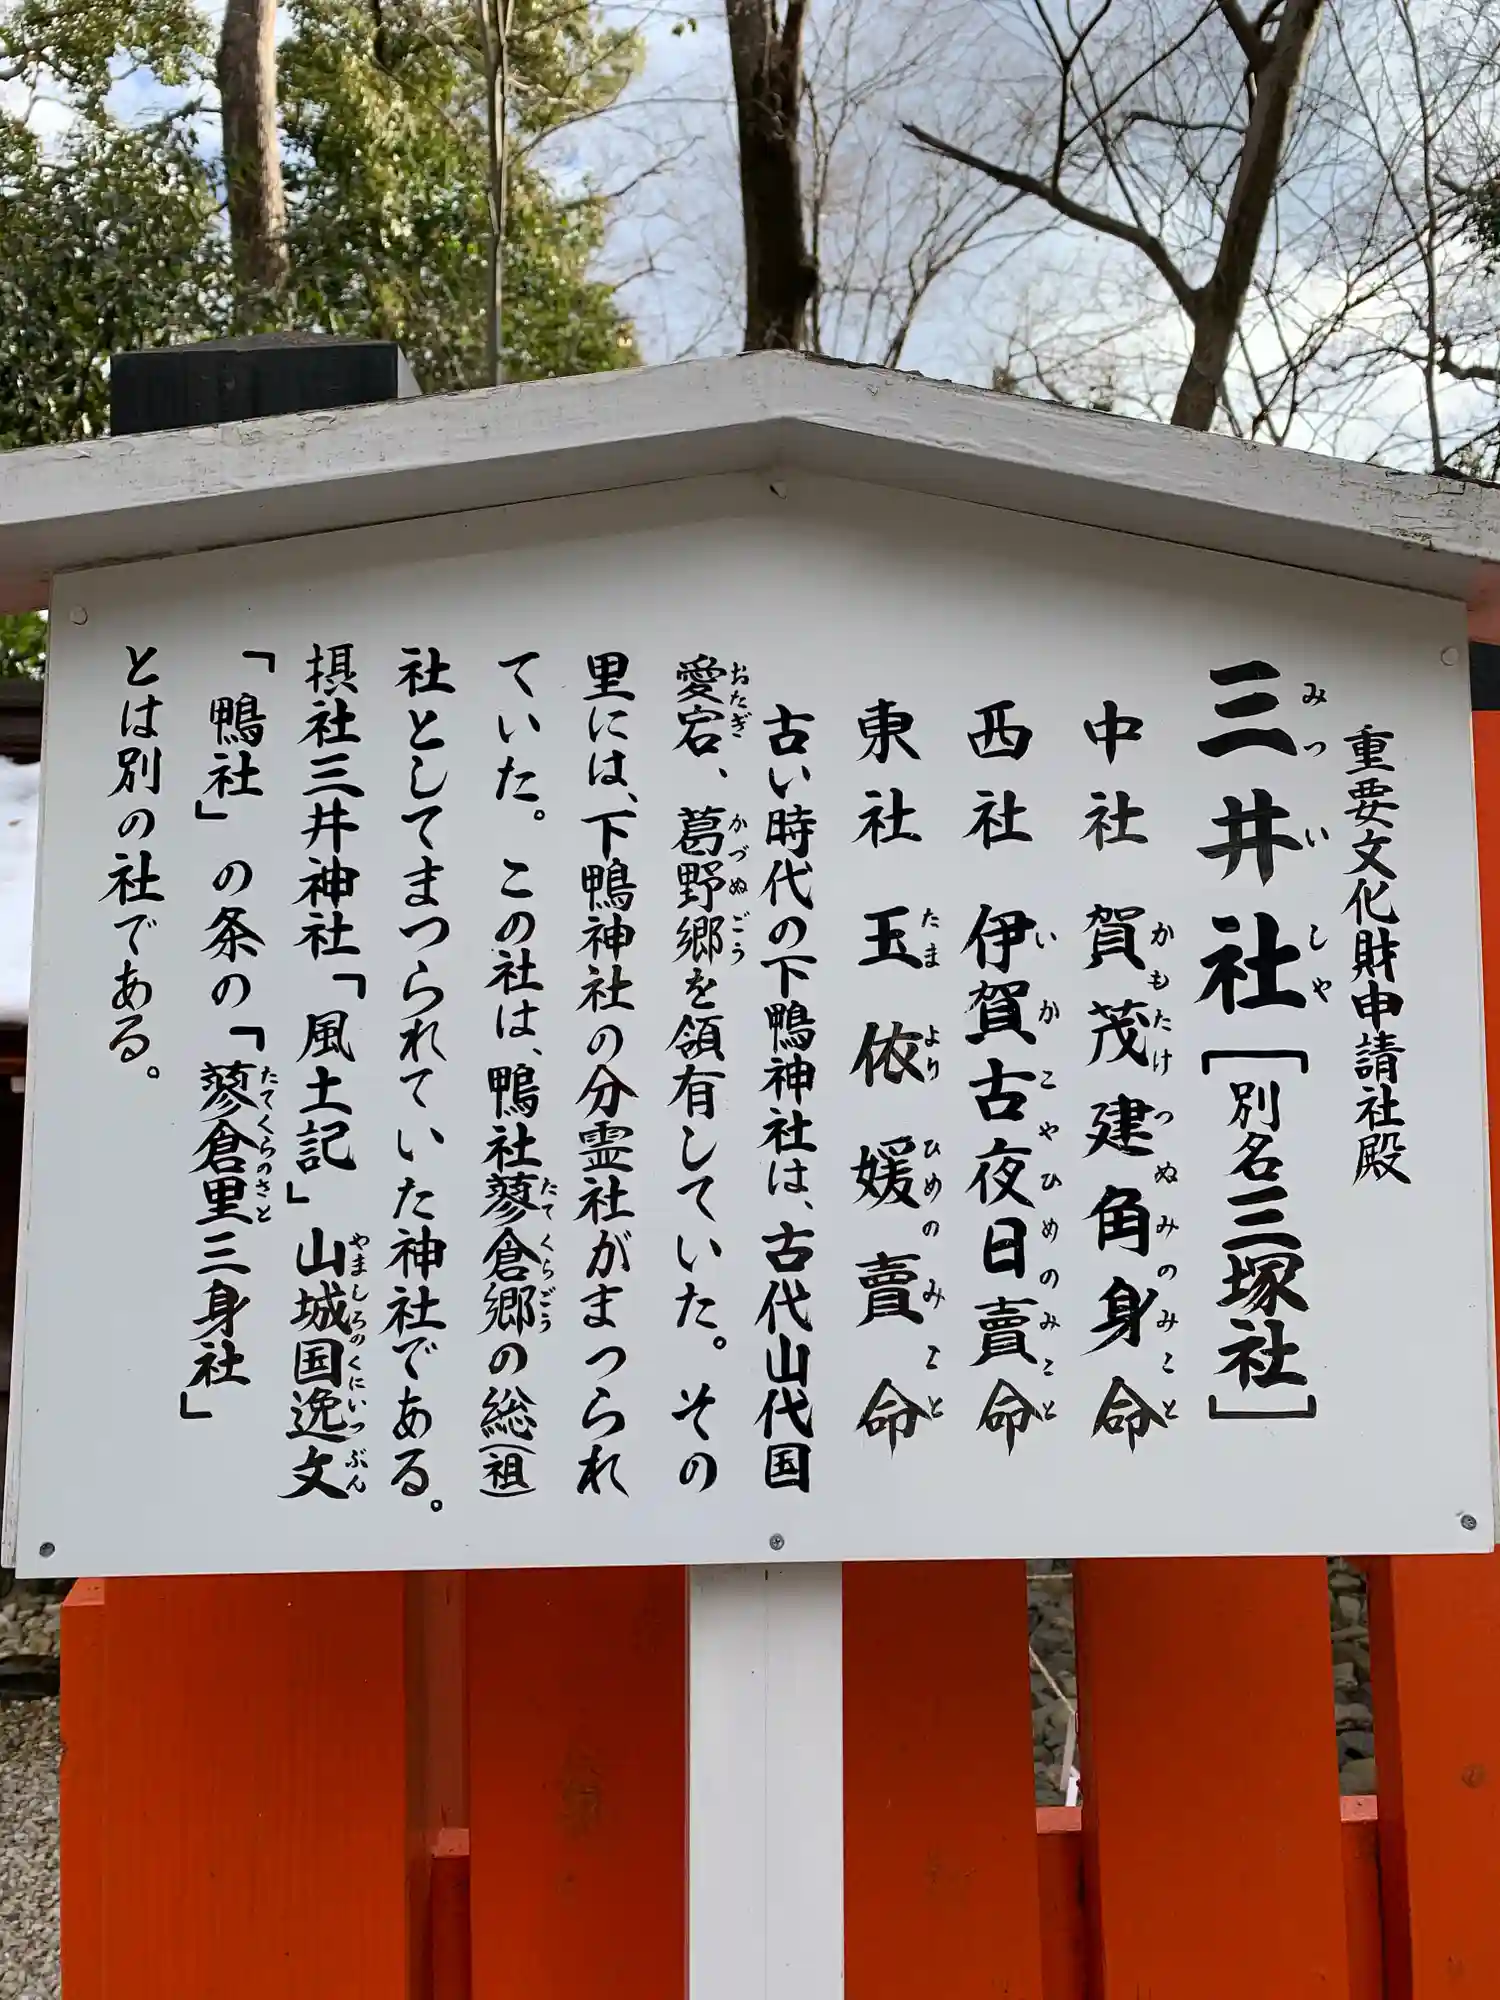 重要文化財申請社殿
三井社［別名三塚社］
中社 賀茂建角身命
西社 伊賀古夜日賣命
東社 玉依媛賣命
古い時代の下鴨神社は、古代山代国
愛宕、葛野郷を領有していた。その
里には、下鴨神社の分霊社がまつられ
ていた。この社は、鴨社蓼倉郷の総(祖)
社としてまつられていた神社である。
摂社三井神社「風土記」山城国逸文
「鴨社」の条の「蓼倉里三身社」
とは別の社である。